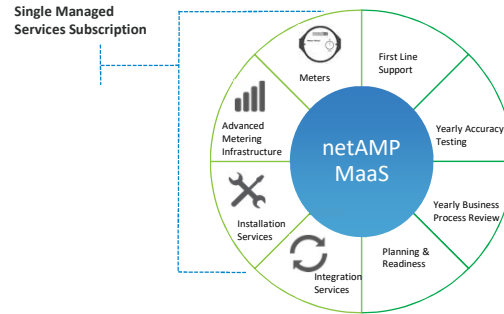 Single Managed
Services Subscription
Meters
First Line
Support
Advanced
Metering
Infrastructure
netAMP
MaaS
Yearly Accuracy
Testing
Installation
Services
Yearly Business
Process Review
Integration
Services
Planning &
Readiness